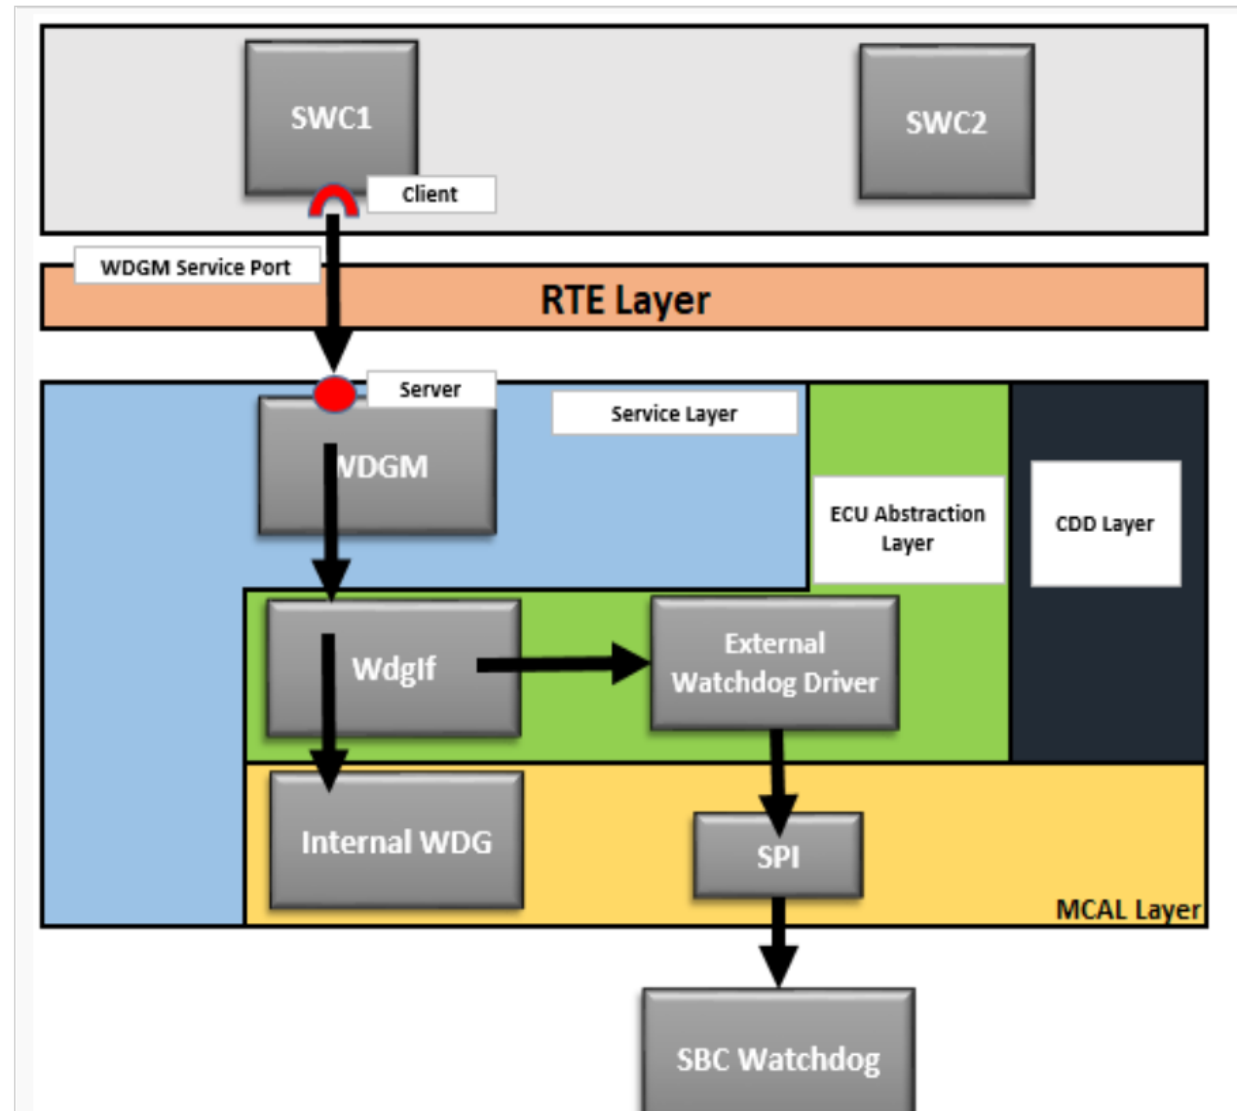 SWC1
SWC2
Client
WDGM Service Port
RTE Layer
Server
Service Layer
WDGM
ECU Abstraction
Layer
CDD Layer
WdgIf
External
Watchdog Driver
Internal WDG
SPI
MCAL Layer
SBC Watchdog